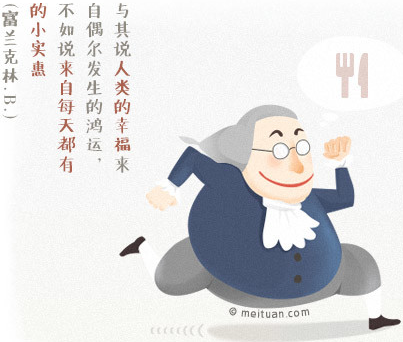 与其说人类的幸福来
自偶尔发生的鸿运，
不如说来自每天都有
的小实惠
(富兰克林.B.)
© meituan.com